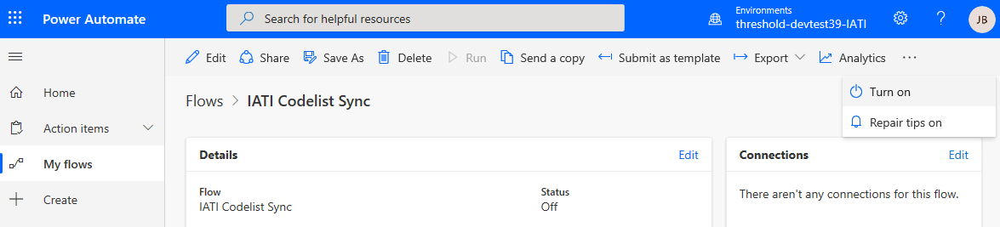 Power Automate
Search for helpful resources
Environments
threshold-devtest39-IATI
?
JB
Edit
Share
Save As
Delete
Run
Send a copy
Submit as template
Export
Analytics
···
Turn on
Repair tips on
Home
Action items
My flows
Create
Flows > IATI Codelist Sync
Details
Edit
Flow
Status
IATI Codelist Sync
Off
Connections
Edit
There aren't any connections for this flow.